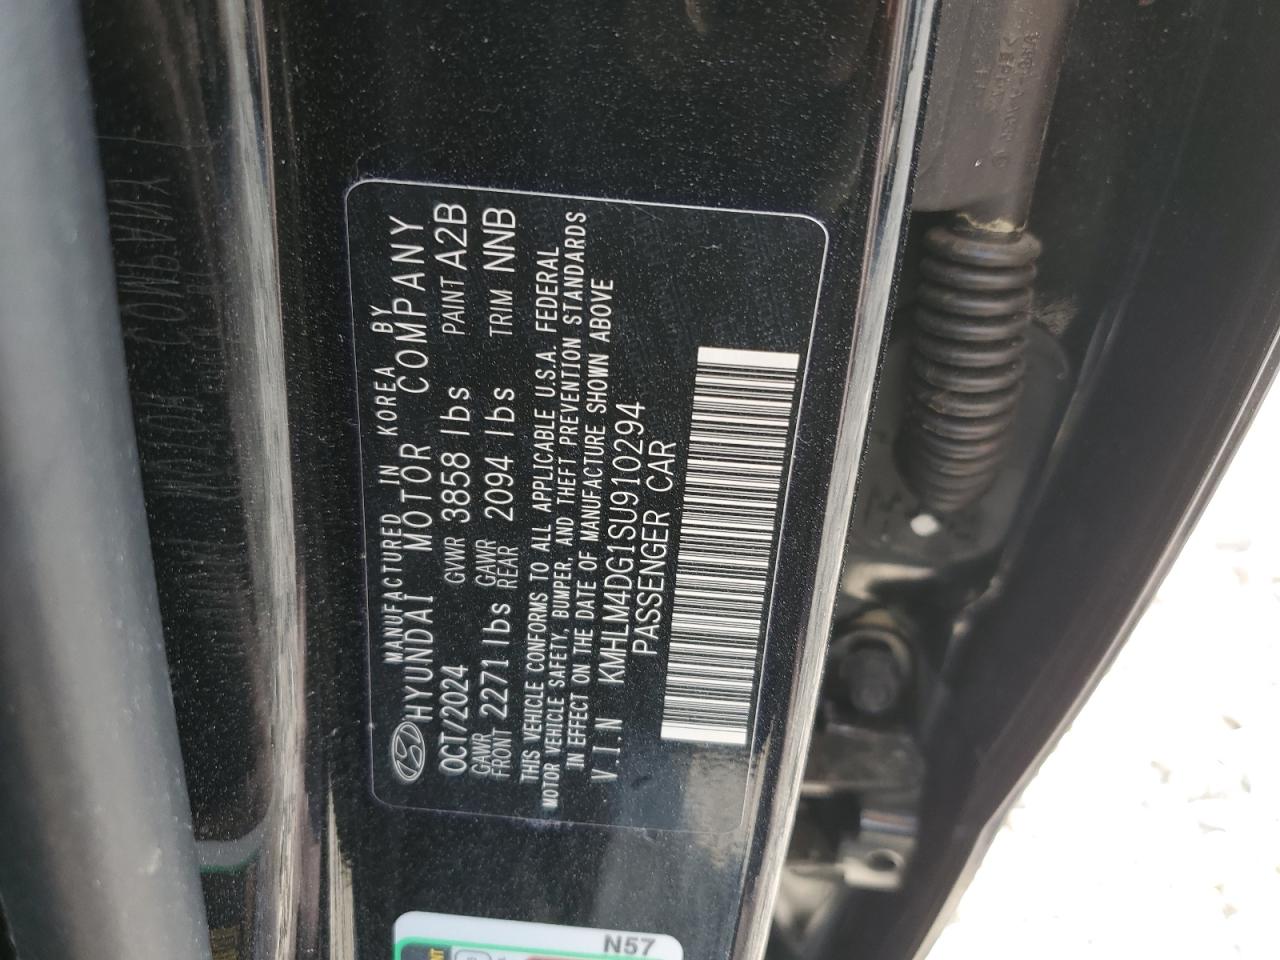 MANUFACTURED IN KOREA BY
HYUNDAI MOTOR COMPANY
OCT/2024 GVWR 3858 lbs PAINT A2B
GAWR FRONT 2271 lbs GAWR REAR 2094 lbs TRIM NNB
THIS VEHICLE CONFORMS TO ALL APPLICABLE U.S.A. FEDERAL
MOTOR VEHICLE SAFETY, BUMPER, AND THEFT PREVENTION STANDARDS
IN EFFECT ON THE DATE OF MANUFACTURE SHOWN ABOVE
V.I.N KMHLM4DG1SU910294
PASSENGER CAR
N57